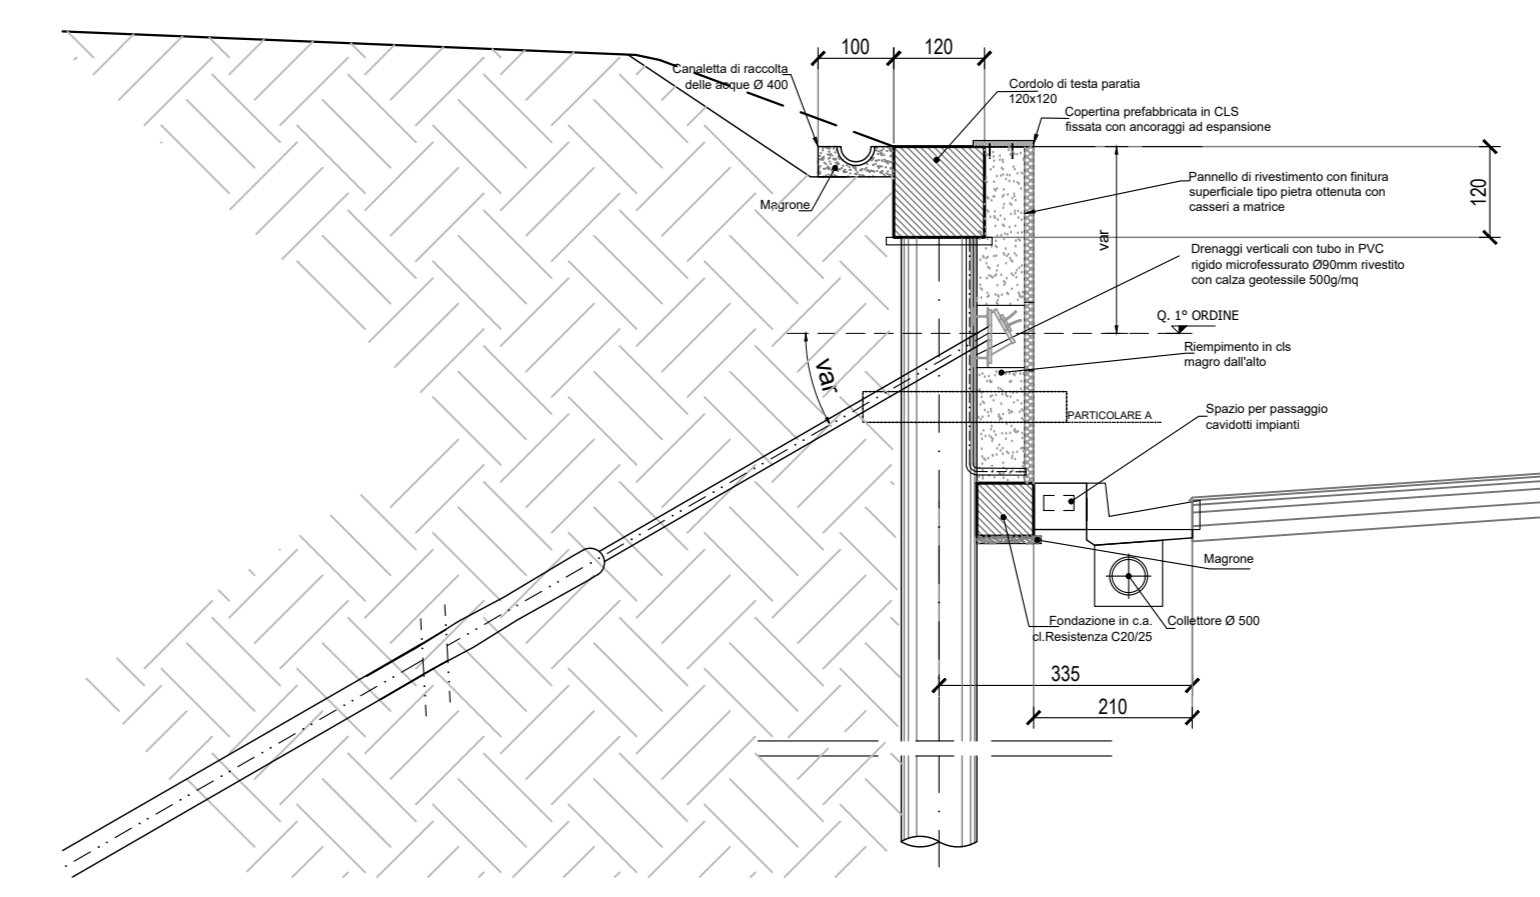 100
120
Canaletta di raccolta
delle acque Ø 400
Cordolo di testa paratia
120x120
Copertina prefabbricata in CLS
fissata con ancoraggi ad espansione
Pannello di rivestimento con finitura
superficiale tipo pietra ottenuta con
casseri a matrice
120
Magrone
var
Drenaggi verticali con tubo in PVC
rigido microfessurato Ø90mm rivestito
con calza geotessile 500g/mq
Q. 1° ORDINE
Riempimento in cls
magro dall'alto
var
PARTICOLARE A
Spazio per passaggio
cavidotti impianti
Magrone
Fondazione in c.a.
cl.Resistenza C20/25
Collettore Ø 500
335
210